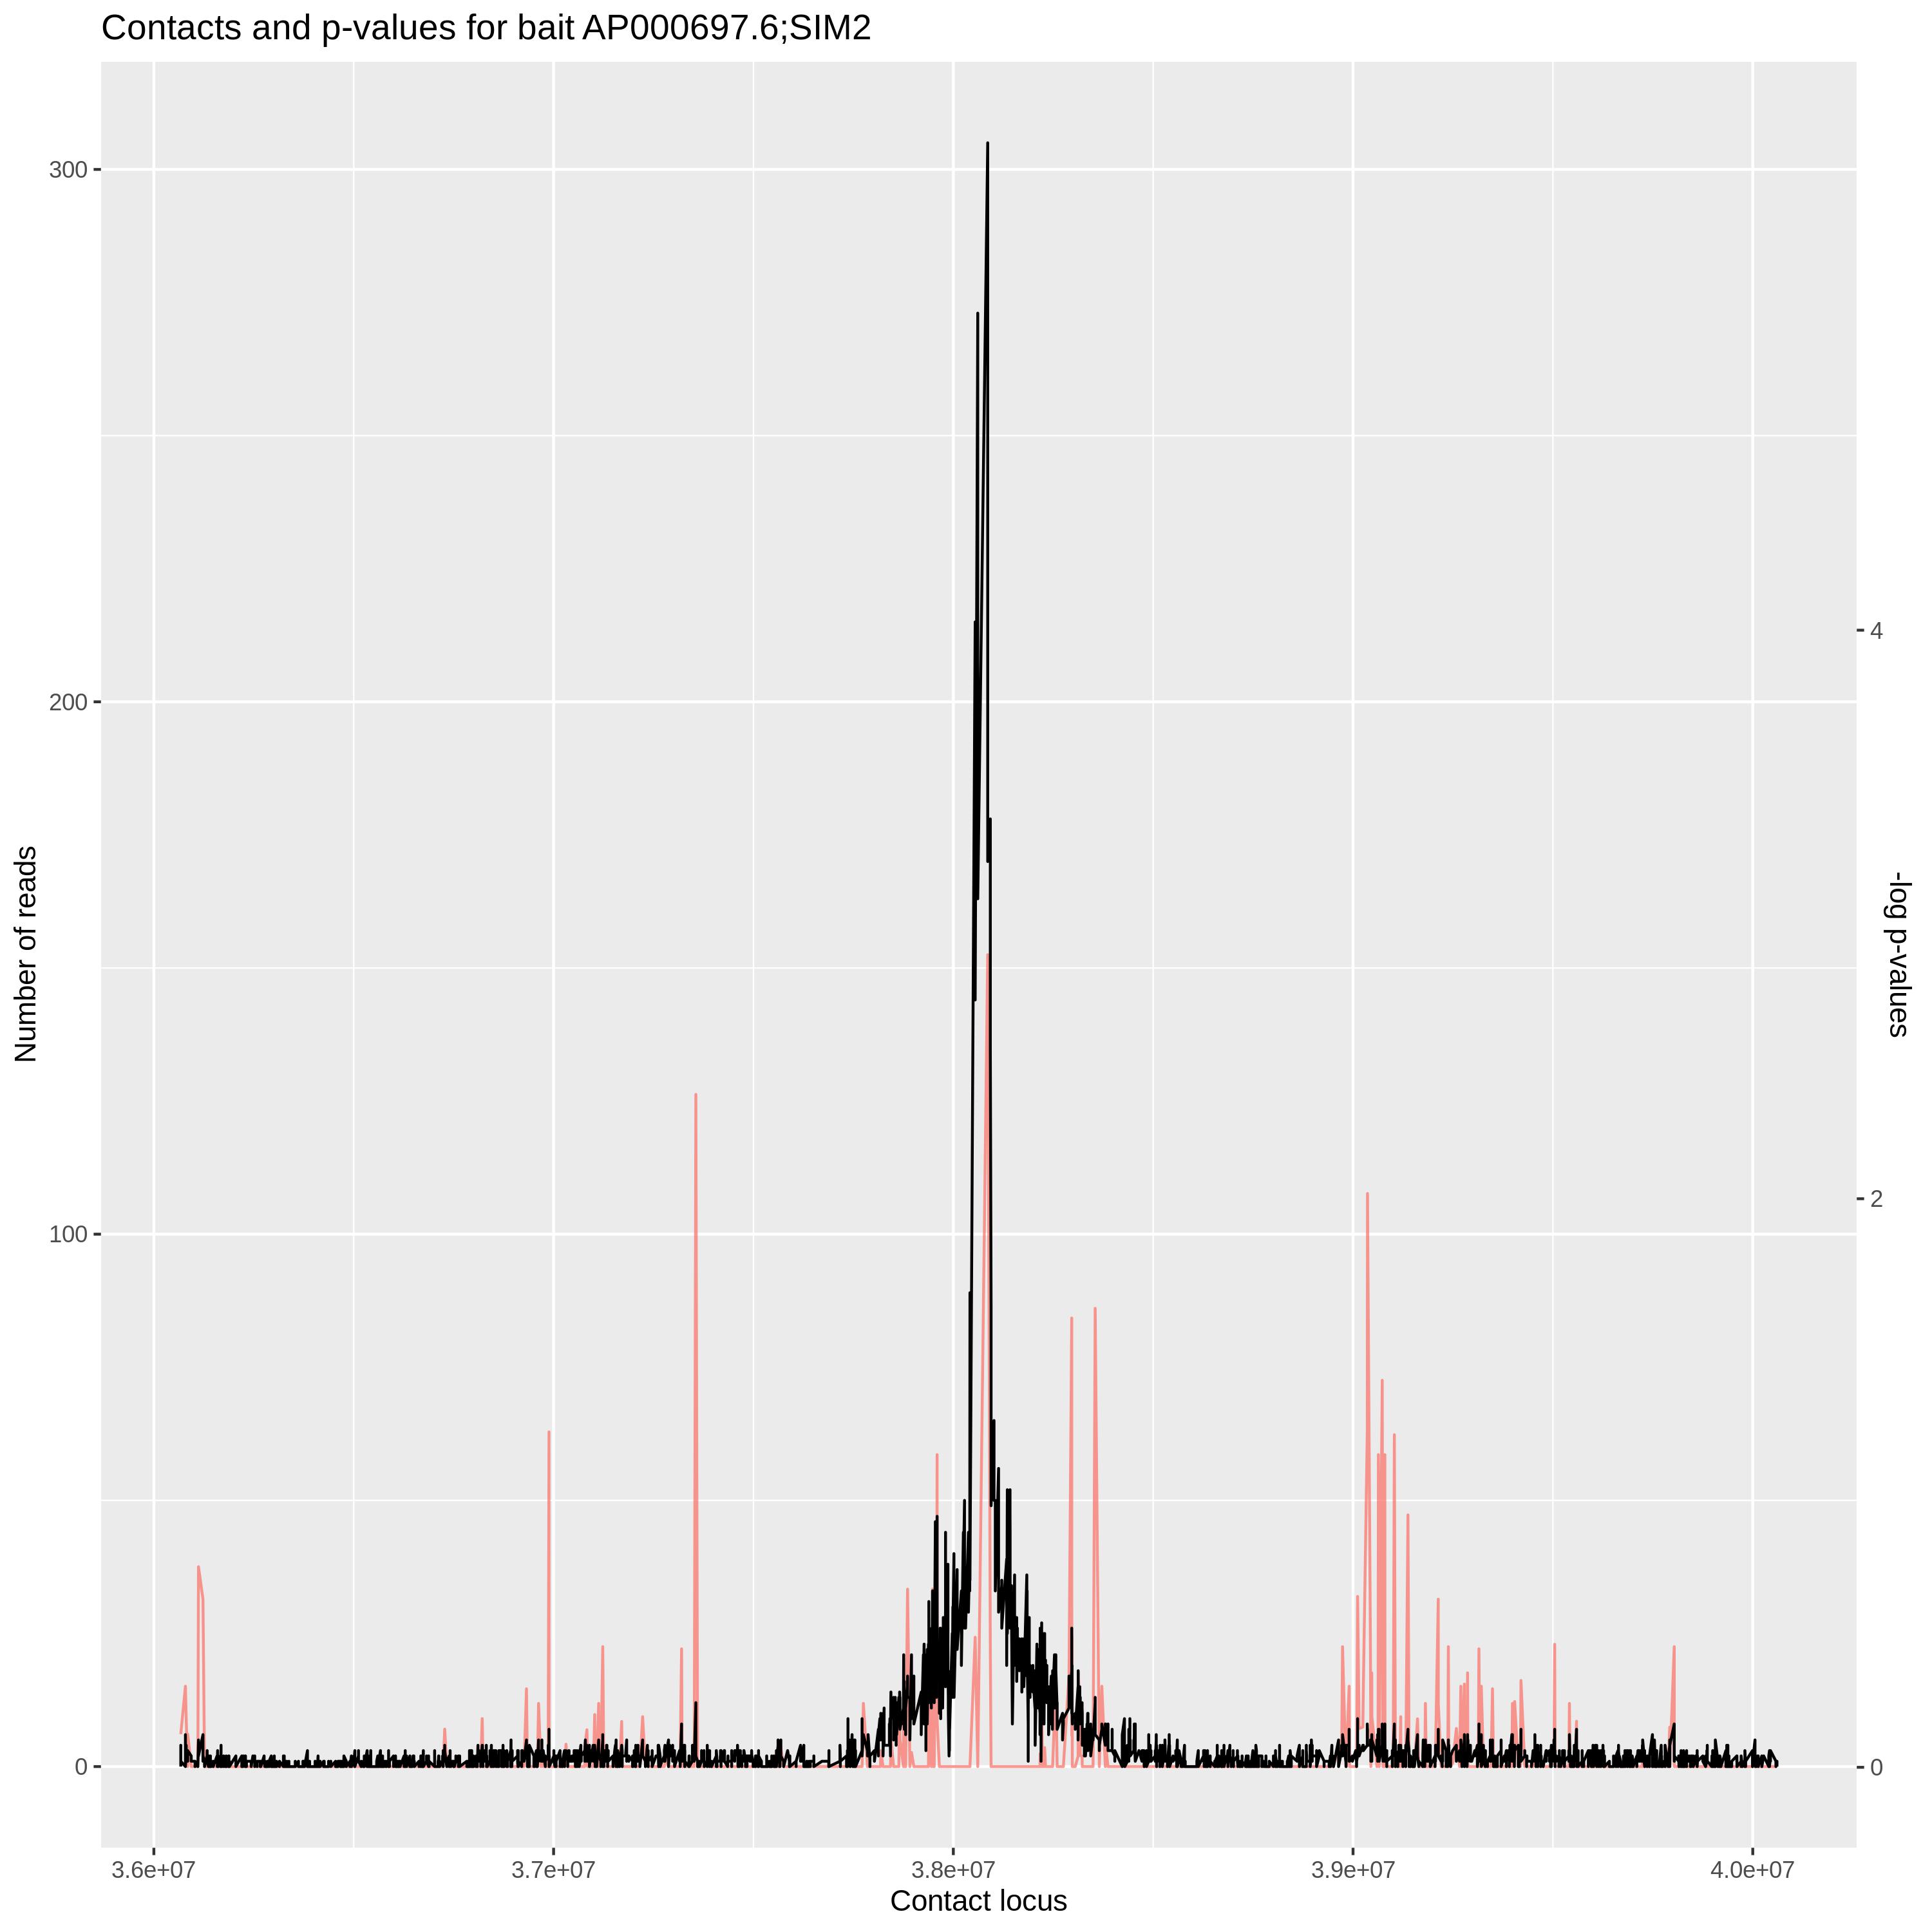 Contacts and p-values for bait AP000697.6;SIM2
300
200
100
0
Number of reads
4
2
0
-log p-values
3.6e+07
3.7e+07
3.8e+07
3.9e+07
4.0e+07
Contact locus